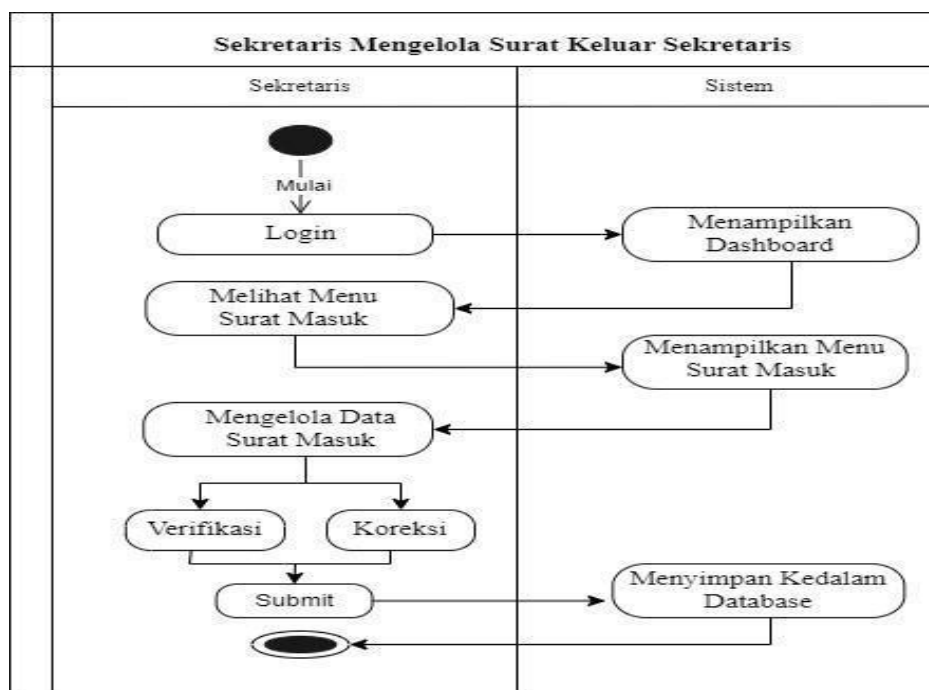 Sekretaris Mengelola Surat Keluar Sekretaris
Sekretaris
Sistem
Mulai
Login
Menampilkan
Dashboard
Melihat Menu
Surat Masuk
Menampilkan Menu
Surat Masuk
Mengelola Data
Surat Masuk
Verifikasi
Koreksi
Submit
Menyimpan Kedalam
Database